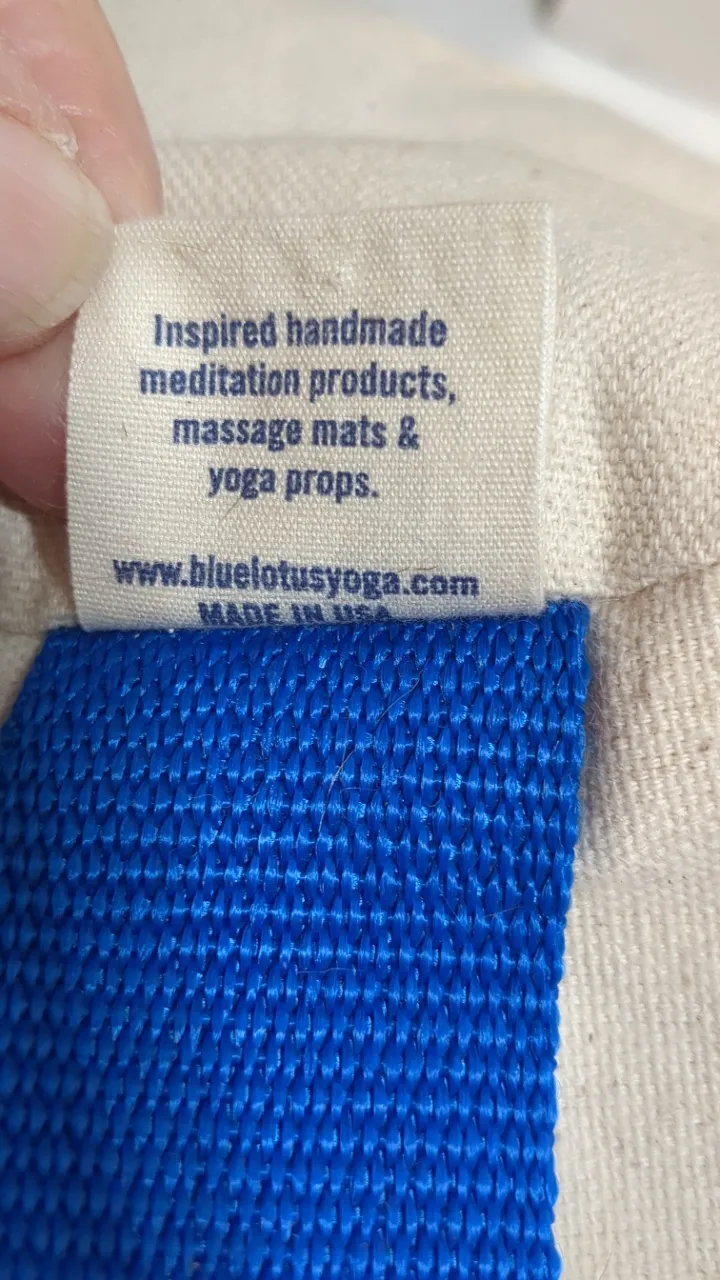 Inspired handmade
meditation products,
massage mats &
yoga props.
www.bluelotusyoga.com
MADE IN USA